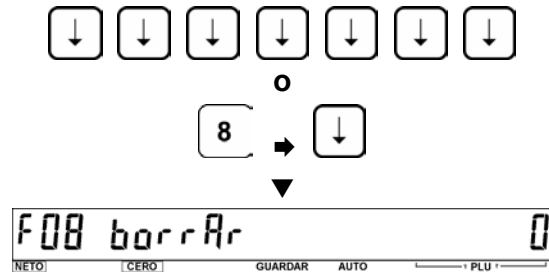 ↓ ↓ ↓ ↓ ↓ ↓ ↓
o
8 ➡ ↓
▼
F08 borrAr 0
NETO CERO GUARDAR AUTO PLU